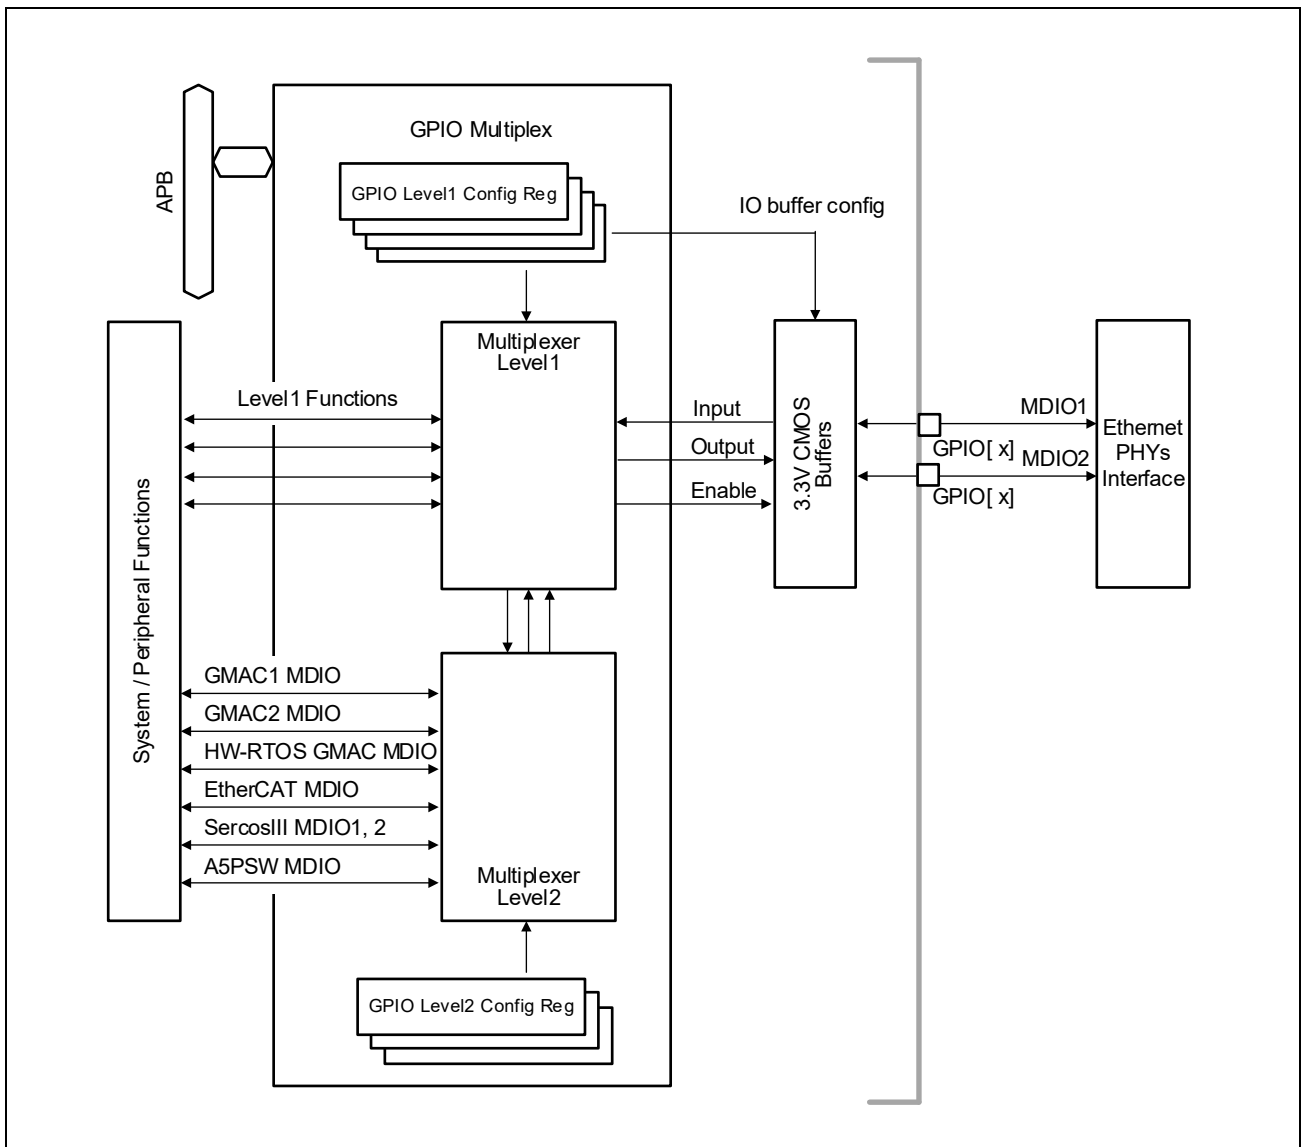 GPIO Multiplex
APB
GPIO Level1 Config Reg
IO buffer config
Multiplexer
Level1
Level1 Functions
Input
Output
Enable
3.3V CMOS
Buffers
MDIO1
GPIO[ x]
MDIO2
GPIO[ x]
Ethernet
PHYs
Interface
System / Peripheral Functions
GMAC1 MDIO
GMAC2 MDIO
HW-RTOS GMAC MDIO
EtherCAT MDIO
SercosIII MDIO1, 2
A5PSW MDIO
Multiplexer
Level2
GPIO Level2 Config Reg